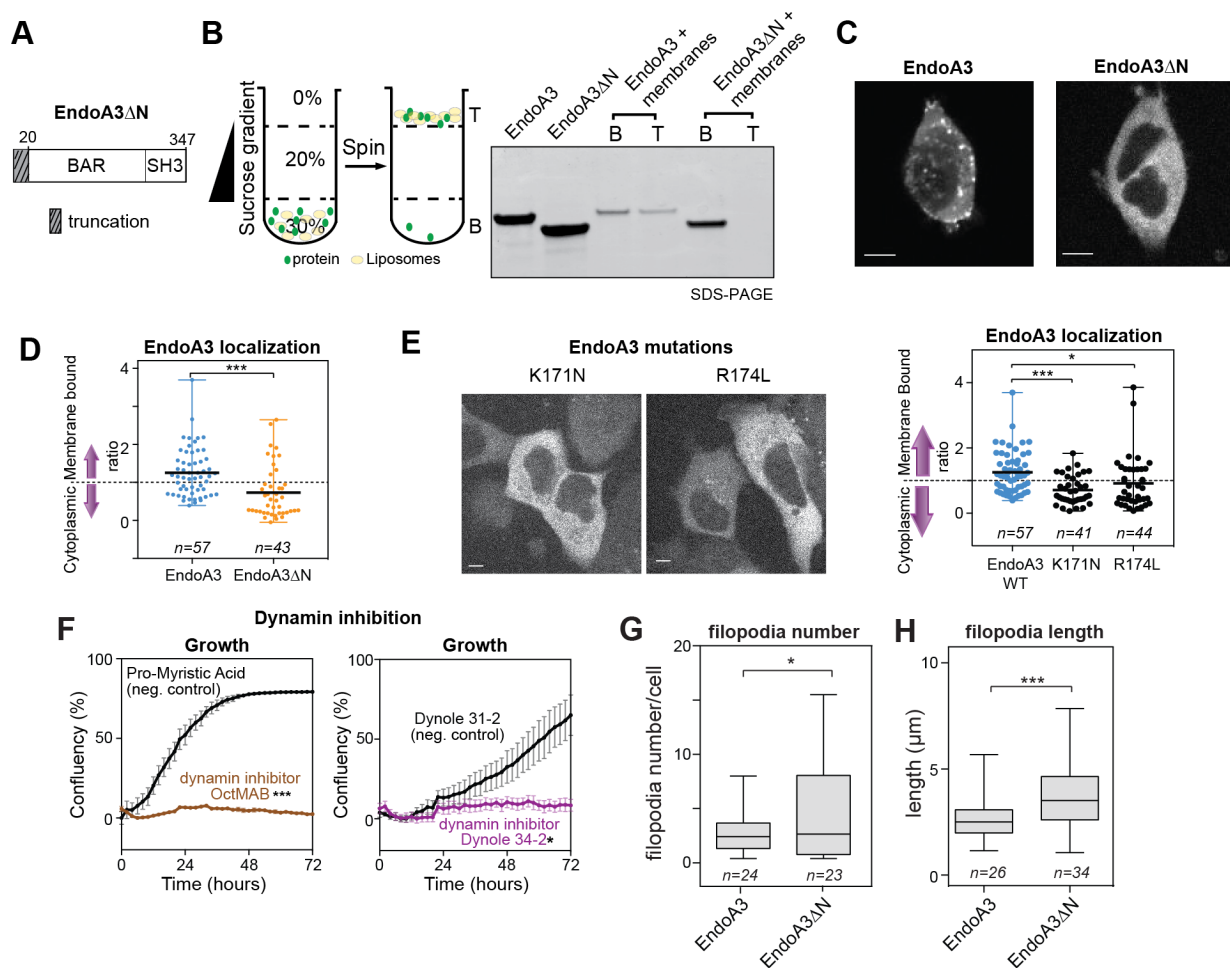 A
EndoA3ΔN
20
347
BAR
SH3
truncation
B
Sucrose gradient
0%
20%
30%
Spin
T
B
protein
Liposomes
EndoA3
EndoA3ΔN
EndoA3 +
membranes
EndoA3ΔN +
membranes
B
T
B
T
SDS-PAGE
C
EndoA3
EndoA3ΔN
D
EndoA3 localization
***
4
2
0
Cytoplasmic Membrane bound
ratio
n=57
n=43
EndoA3
EndoA3ΔN
E
EndoA3 mutations
K171N
R174L
EndoA3 localization
*
***
4
2
0
Cytoplasmic Membrane Bound
ratio
n=57
n=41
n=44
EndoA3
WT
K171N
R174L
F
Dynamin inhibition
Growth
100
50
0
Confluency (%)
Pro-Myristic Acid
(neg. control)
dynamin inhibitor
OctMAB ***
0
24
48
72
Time (hours)
Growth
100
50
0
Confluency (%)
Dynole 31-2
(neg. control)
dynamin inhibitor
Dynole 34-2*
0
24
48
72
Time (hours)
G
filopodia number
20
10
0
filopodia number/cell
*
n=24
n=23
EndoA3
EndoA3ΔN
H
filopodia length
10
5
0
length (µm)
***
n=26
n=34
EndoA3
EndoA3ΔN